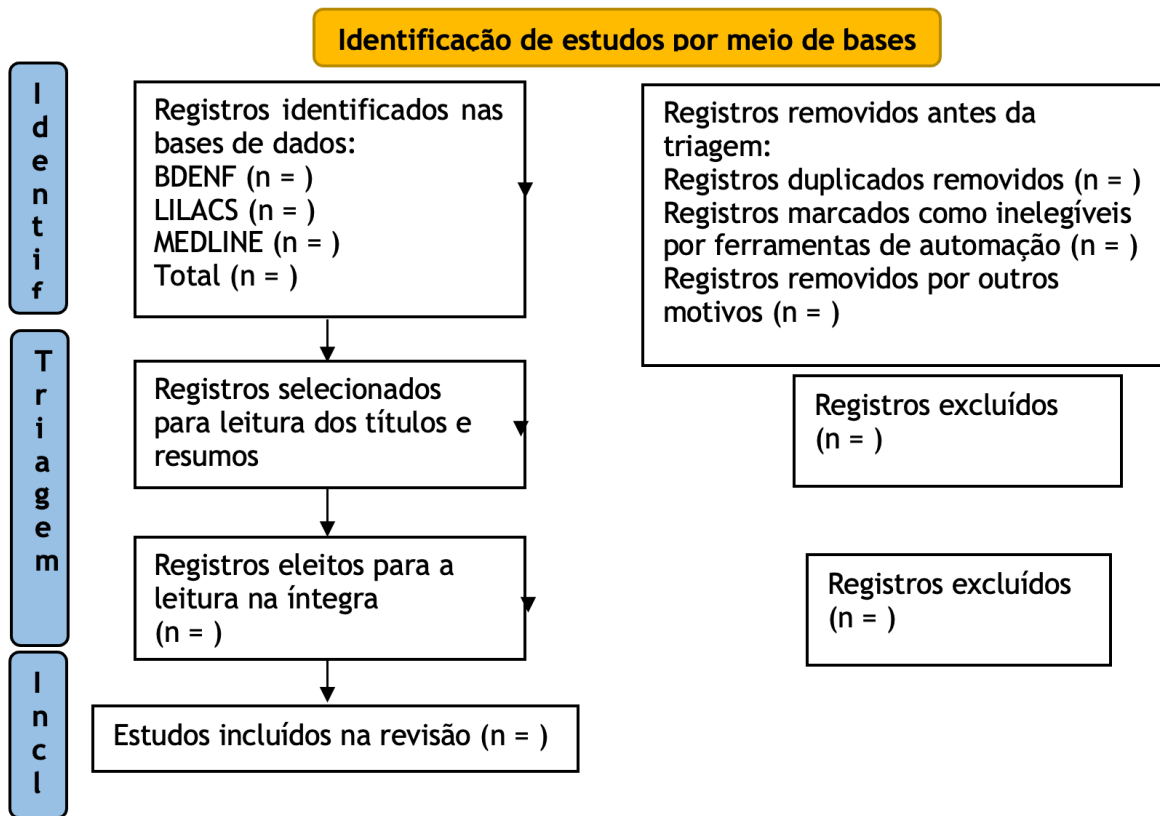 Identificação de estudos por meio de bases
Identif
Registros identificados nas
bases de dados:
BDENF (n = )
LILACS (n = )
MEDLINE (n = )
Total (n = )
Registros removidos antes da
triagem:
Registros duplicados removidos (n = )
Registros marcados como inelegíveis
por ferramentas de automação (n = )
Registros removidos por outros
motivos (n = )
Triagem
Registros selecionados
para leitura dos títulos e
resumos
Registros excluídos
(n = )
Registros eleitos para a
leitura na íntegra
(n = )
Registros excluídos
(n = )
Incl
Estudos incluídos na revisão (n = )